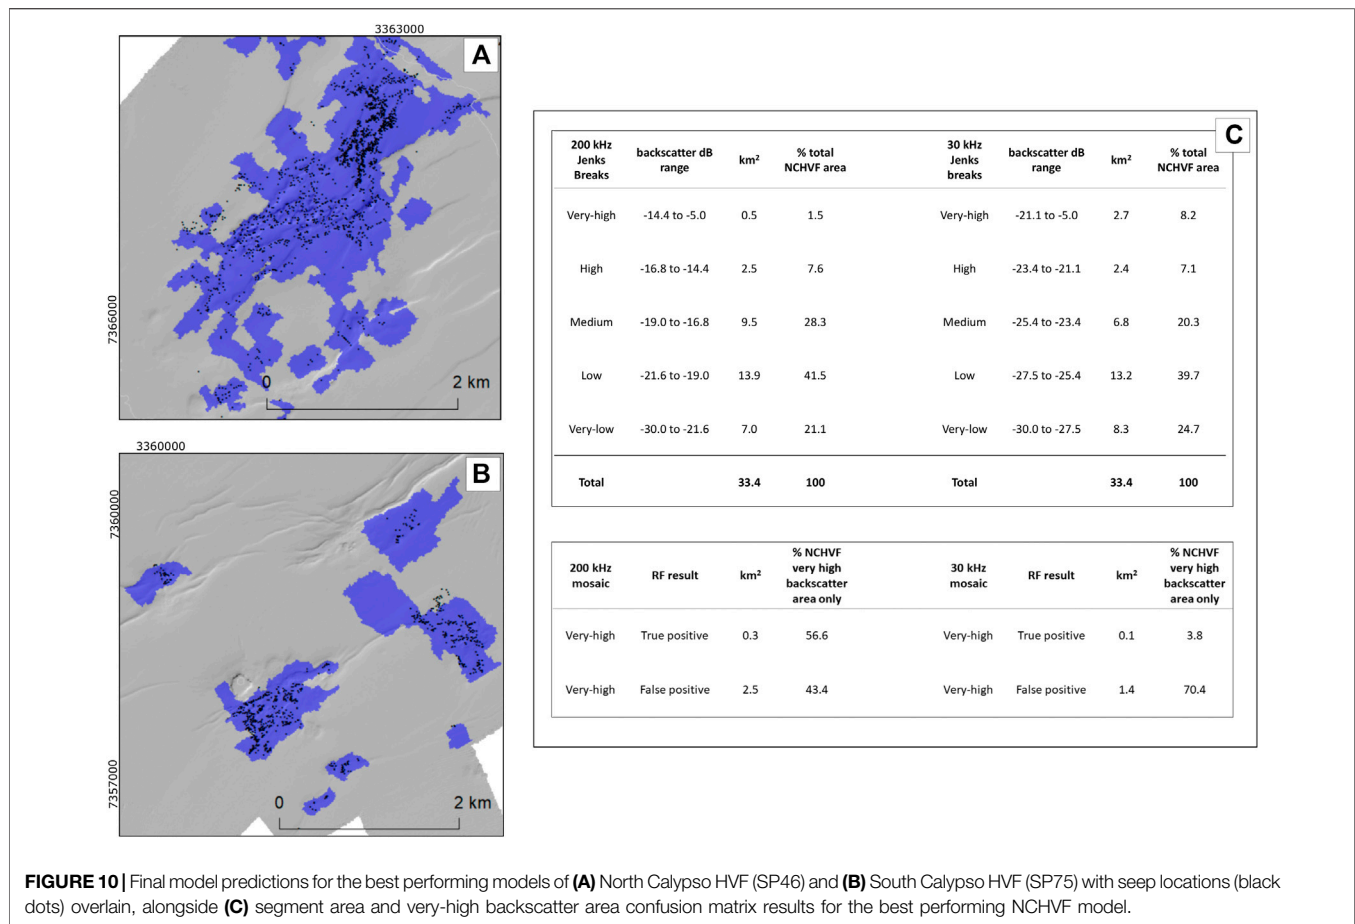 3363000
A
7366000
0 2 km
3360000
B
7360000
7357000
0 2 km
C
200 kHz Jenks Breaks backscatter dB range km² % total NCHVF area 30 kHz Jenks breaks backscatter dB range km² % total NCHVF area
Very-high -14.4 to -5.0 0.5 1.5 Very-high -21.1 to -5.0 2.7 8.2
High -16.8 to -14.4 2.5 7.6 High -23.4 to -21.1 2.4 7.1
Medium -19.0 to -16.8 9.5 28.3 Medium -25.4 to -23.4 6.8 20.3
Low -21.6 to -19.0 13.9 41.5 Low -27.5 to -25.4 13.2 39.7
Very-low -30.0 to -21.6 7.0 21.1 Very-low -30.0 to -27.5 8.3 24.7
Total 33.4 100 Total 33.4 100
200 kHz mosaic RF result km² % NCHVF very high backscatter area only 30 kHz mosaic RF result km² % NCHVF very high backscatter area only
Very-high True positive 0.3 56.6 Very-high True positive 0.1 3.8
Very-high False positive 2.5 43.4 Very-high False positive 1.4 70.4
FIGURE 10 | Final model predictions for the best performing models of (A) North Calypso HVF (SP46) and (B) South Calypso HVF (SP75) with seep locations (black
dots) overlain, alongside (C) segment area and very-high backscatter area confusion matrix results for the best performing NCHVF model.